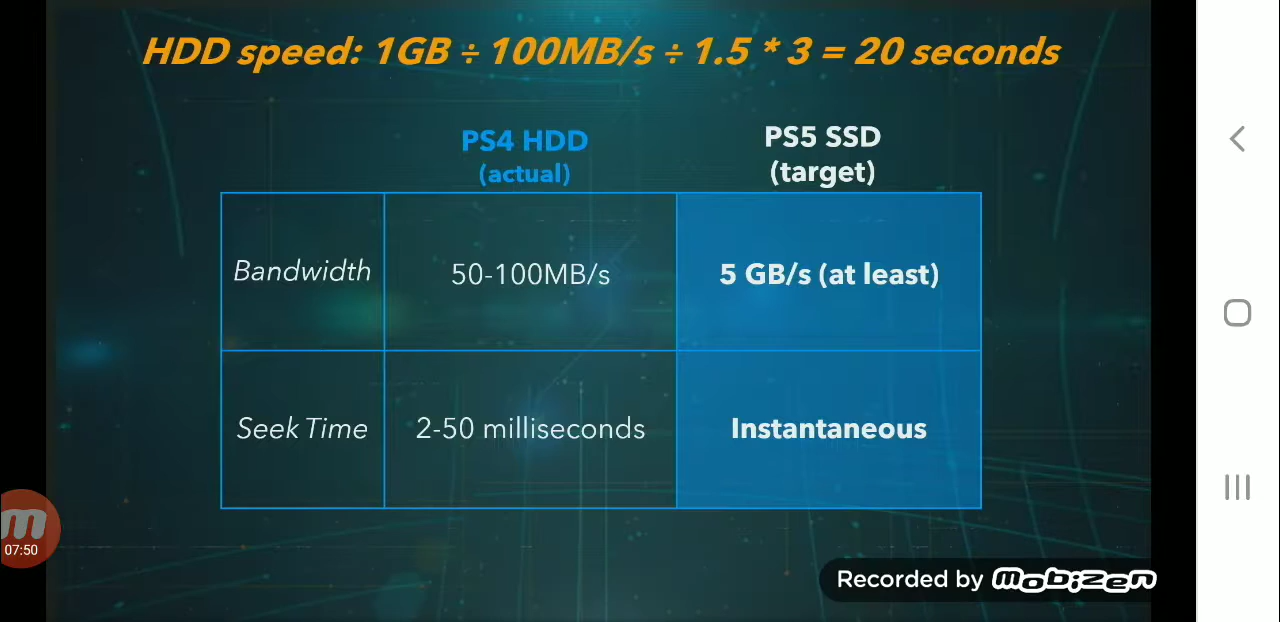 HDD speed: 1GB ÷ 100MB/s ÷ 1.5 * 3 = 20 seconds
PS4 HDD
(actual)
PS5 SSD
(target)
Bandwidth
50-100MB/s
5 GB/s (at least)
Seek Time
2-50 milliseconds
Instantaneous
m
07:50
Recorded by mobizen